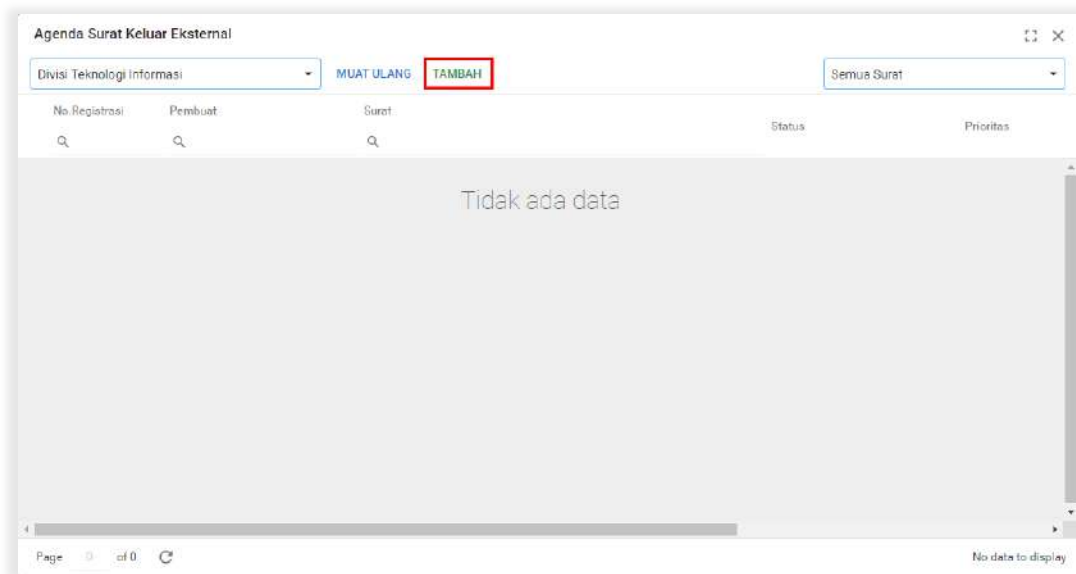 Agenda Surat Keluar Eksternal
Divisi Teknologi Informasi MUAT ULANG TAMBAH Semua Surat
No.Registrasi Pembuat Surat
Status Prioritas
Tidak ada data
Page 0 of 0 No data to display